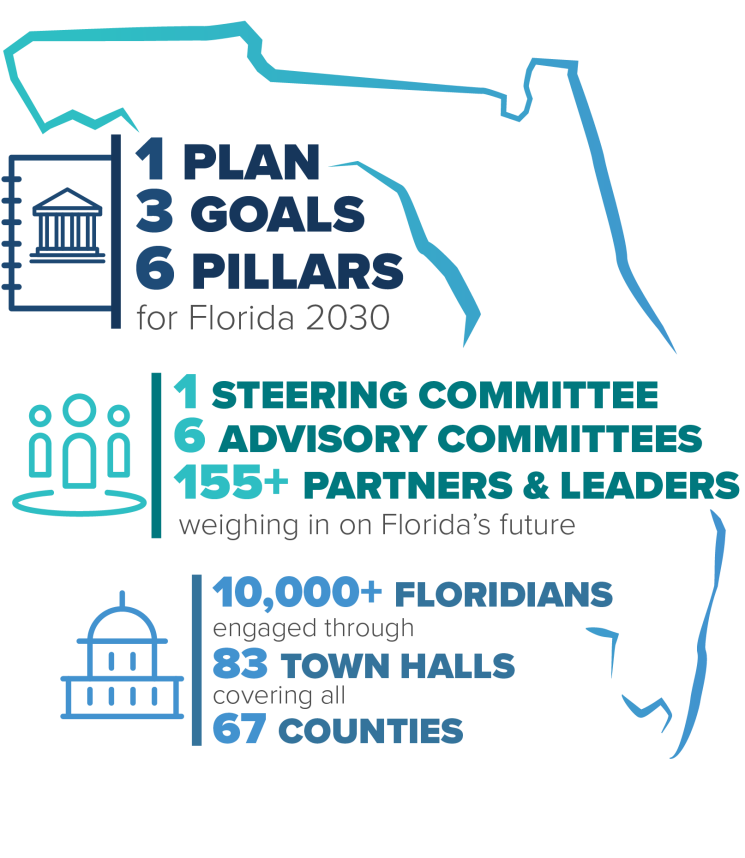 1 PLAN
3 GOALS
6 PILLARS
for Florida 2030
1 STEERING COMMITTEE
6 ADVISORY COMMITTEES
155+ PARTNERS & LEADERS
weighing in on Florida's future
10,000+ FLORIDIANS
engaged through
83 TOWN HALLS
covering all
67 COUNTIES